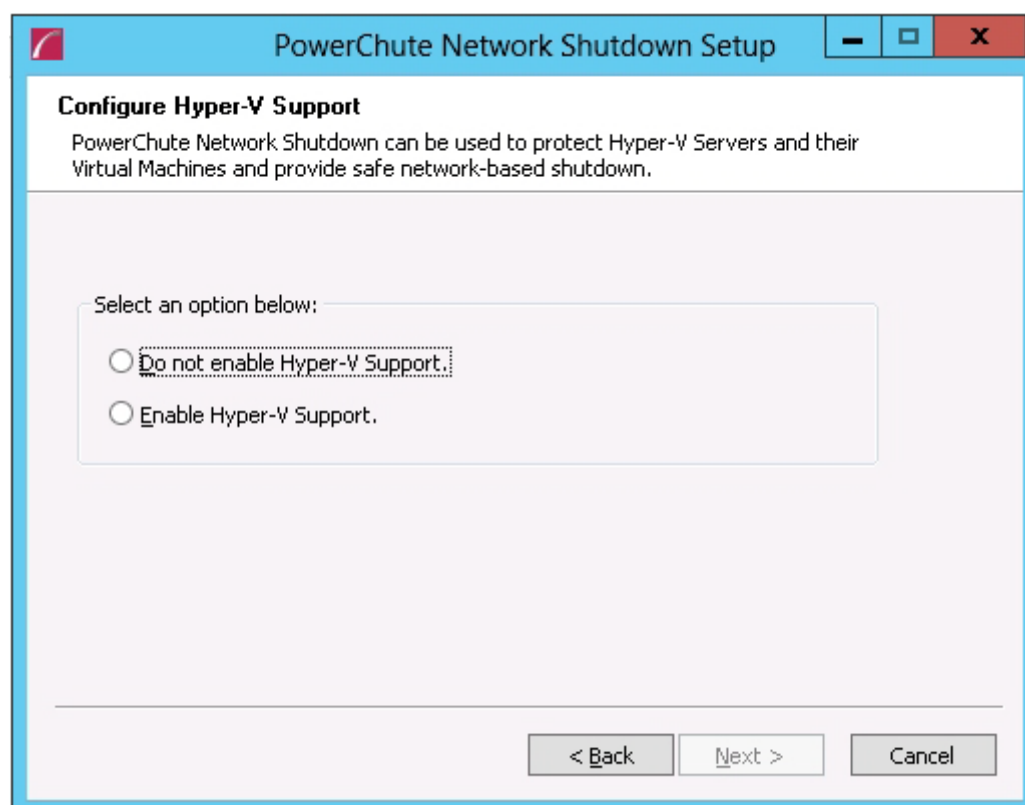 PowerChute Network Shutdown Setup
Configure Hyper-V Support
PowerChute Network Shutdown can be used to protect Hyper-V Servers and their
Virtual Machines and provide safe network-based shutdown.
Select an option below:
Do not enable Hyper-V Support.
Enable Hyper-V Support.
< Back Next > Cancel